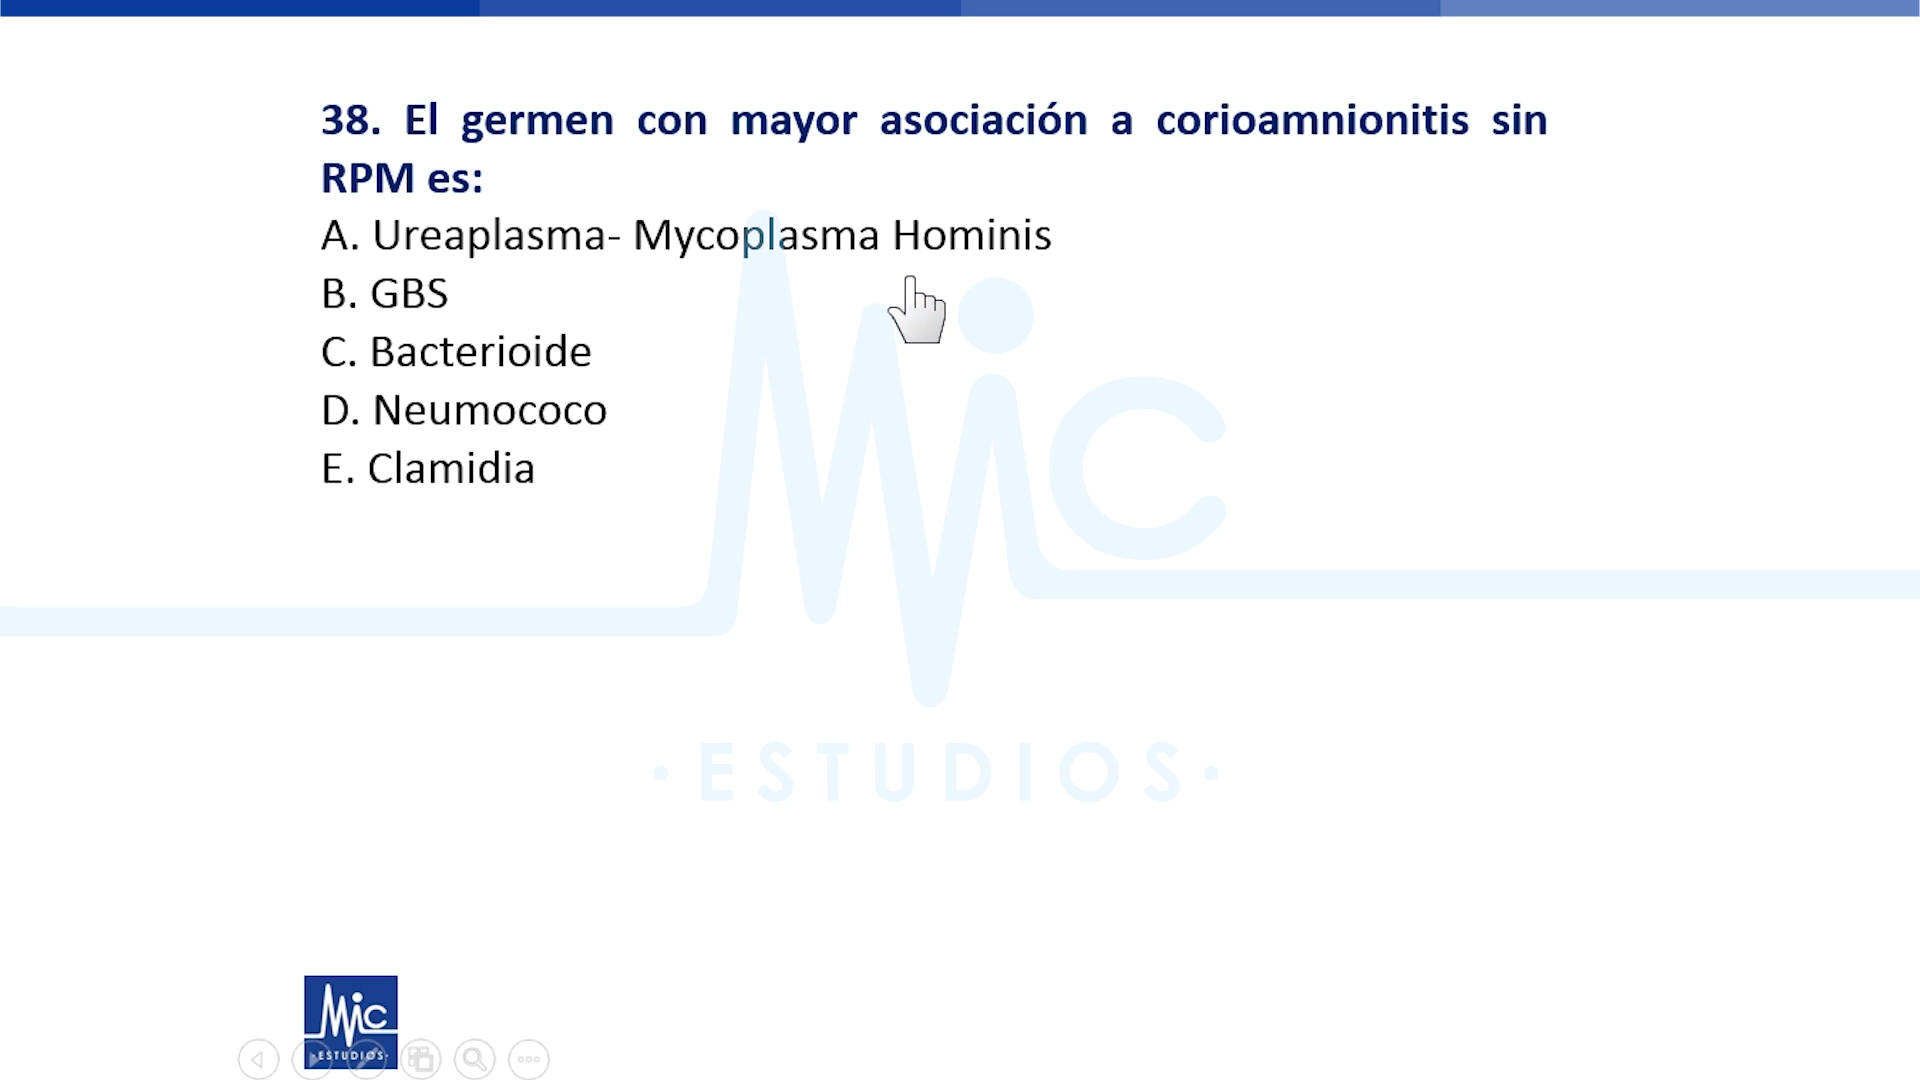 38. El germen con mayor asociación a corioamnionitis sin
RPM es:
A. Ureaplasma- Mycoplasma Hominis
B. GBS
C. Bacterioide
D. Neumococo
E. Clamidia
Mic
· ESTUDIOS ·
Mic
·ESTUDIOS·